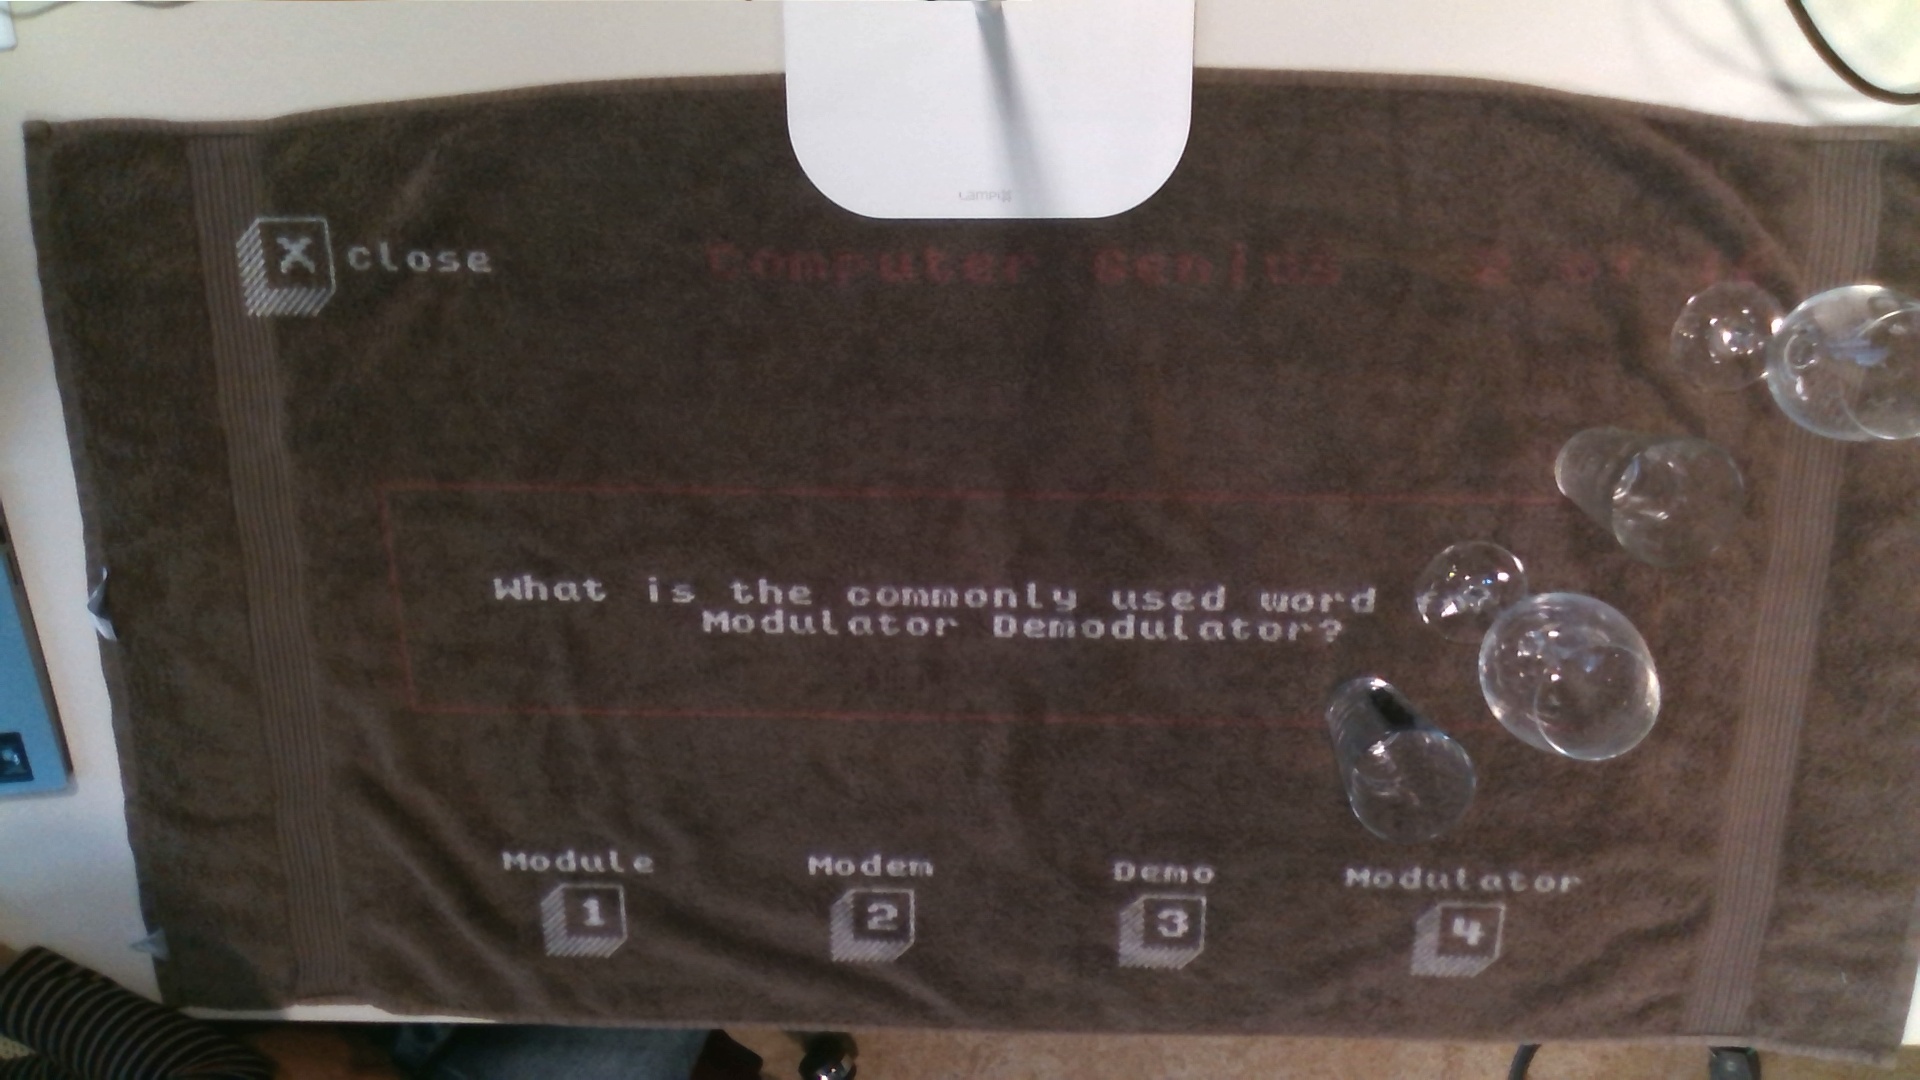 Lampix
X close
Computer Genius
What is the commonly used word
Modulator Demodulator?
Module Modem Demo Modulator
1 2 3 4